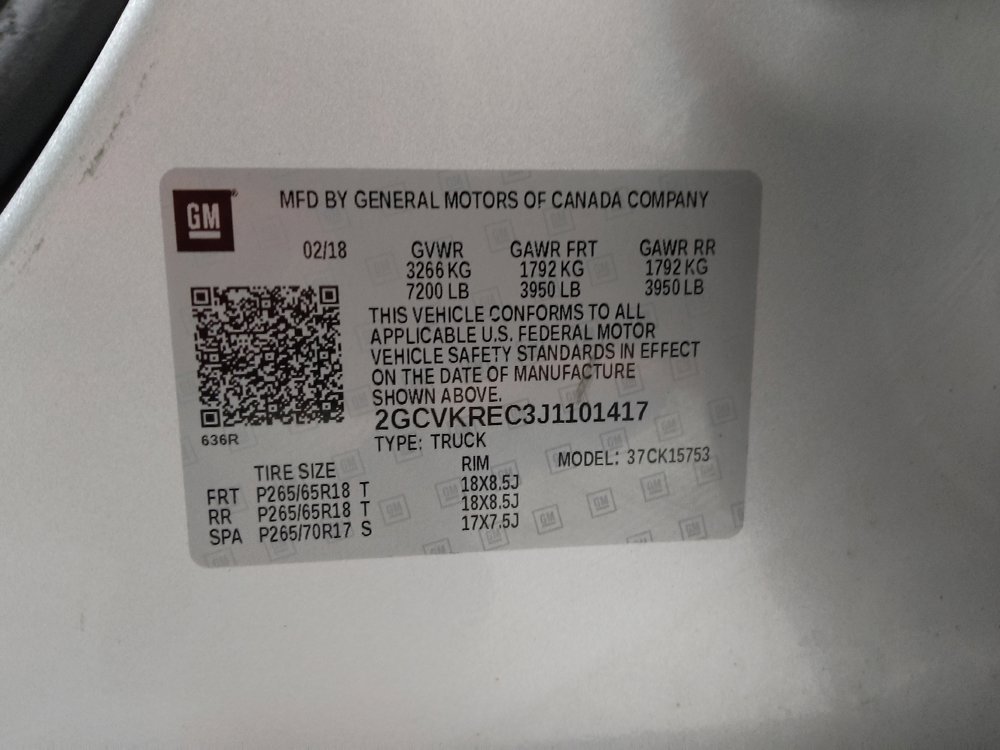 GM
MFD BY GENERAL MOTORS OF CANADA COMPANY
02/18 GVWR GAWR FRT GAWR RR
3266 KG 1792 KG 1792 KG
7200 LB 3950 LB 3950 LB
THIS VEHICLE CONFORMS TO ALL
APPLICABLE U.S. FEDERAL MOTOR
VEHICLE SAFETY STANDARDS IN EFFECT
ON THE DATE OF MANUFACTURE
SHOWN ABOVE.
2GCVKREC3J1101417
636R
TYPE: TRUCK
MODEL: 37CK15753
TIRE SIZE RIM
FRT P265/65R18 T 18X8.5J
RR P265/65R18 T 18X8.5J
SPA P265/70R17 S 17X7.5J